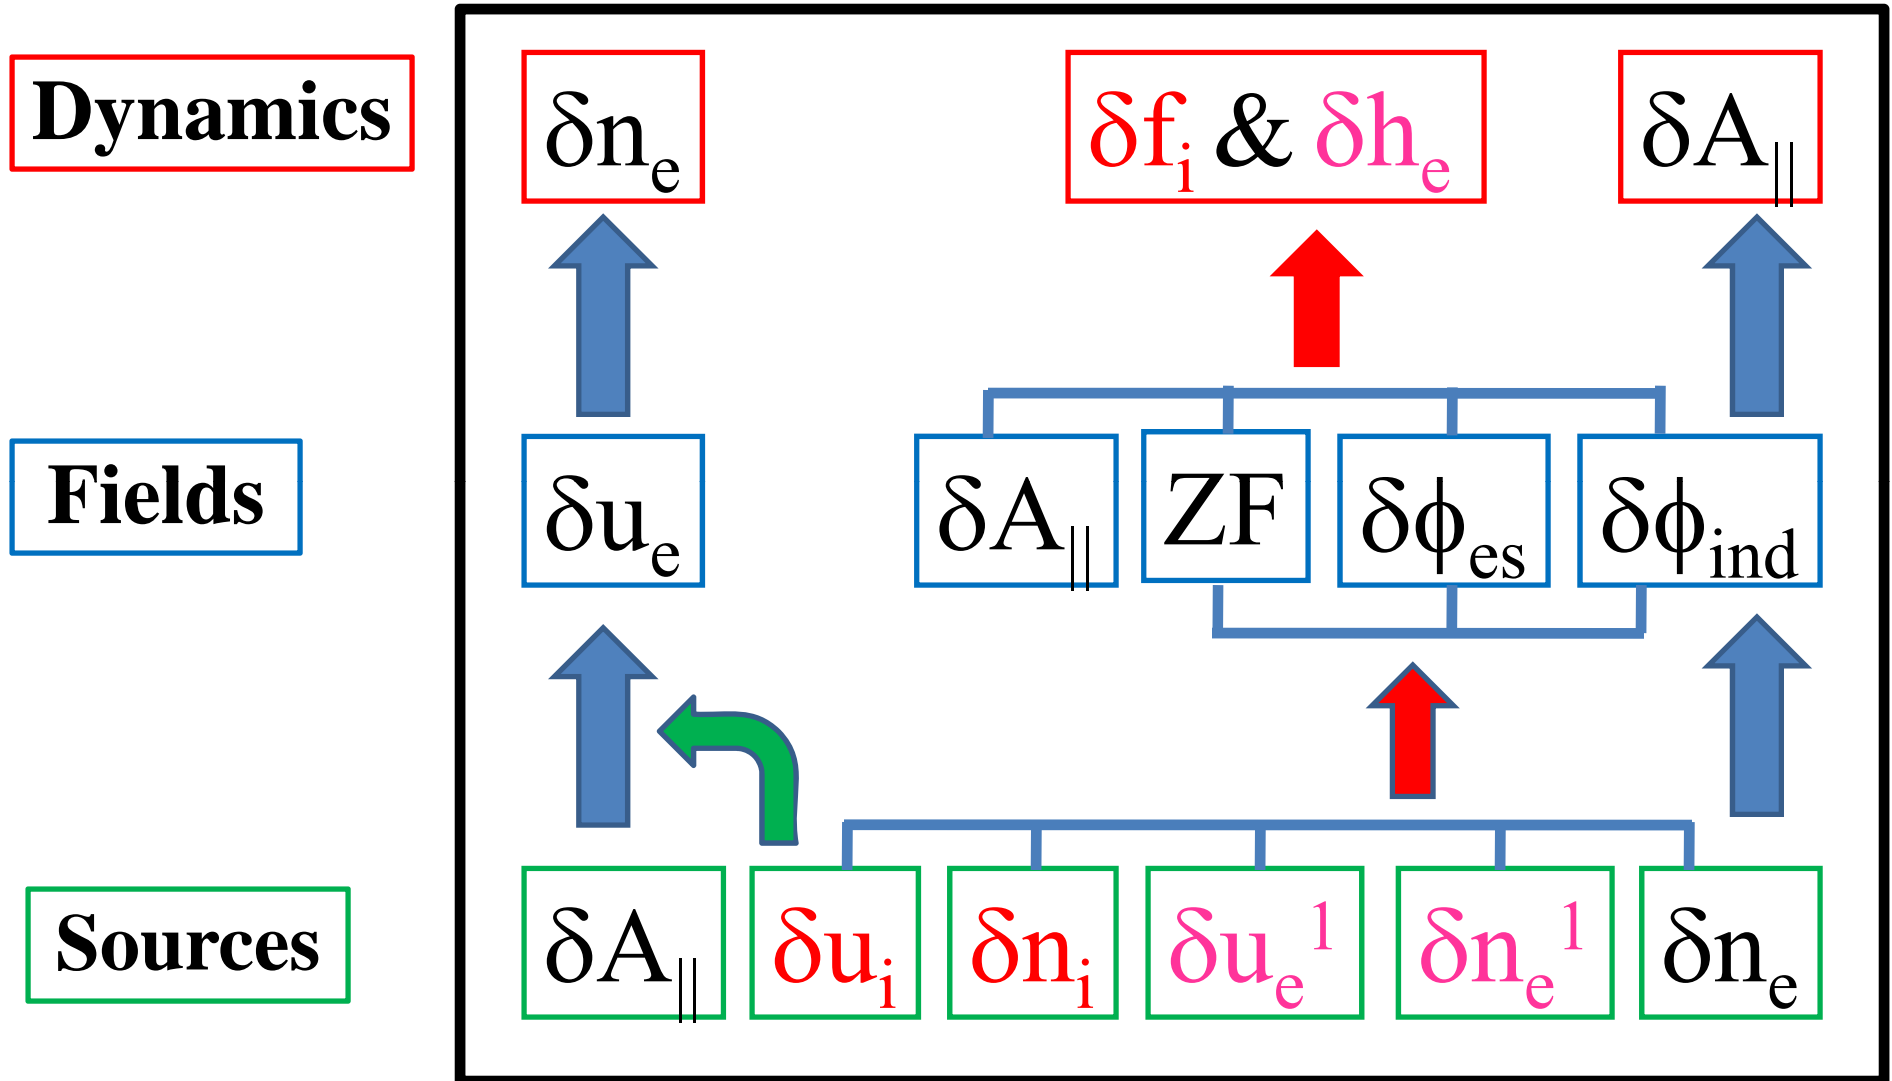 Dynamics δnₑ δfᵢ & δhₑ δA||
Fields δuₑ δA|| ZF δϕₑₛ δϕᵢₙd
Sources δA|| δuᵢ δnᵢ δuₑ¹ δnₑ¹ δnₑ